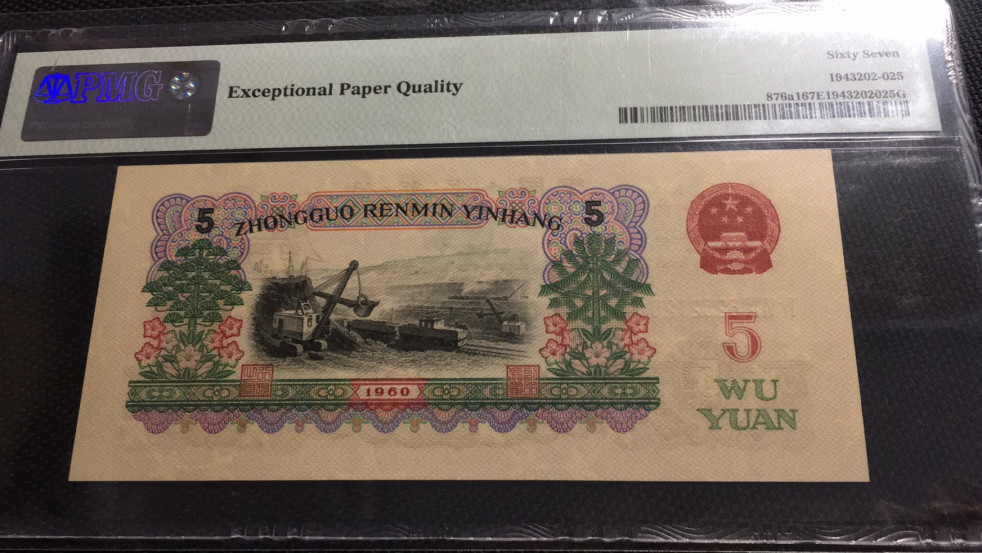 PMG
Exceptional Paper Quality
Sixty Seven
1943202-025
876a167E1943202025G
5 ZHONGGUO RENMIN YINHANG 5
1960
5
WU
YUAN